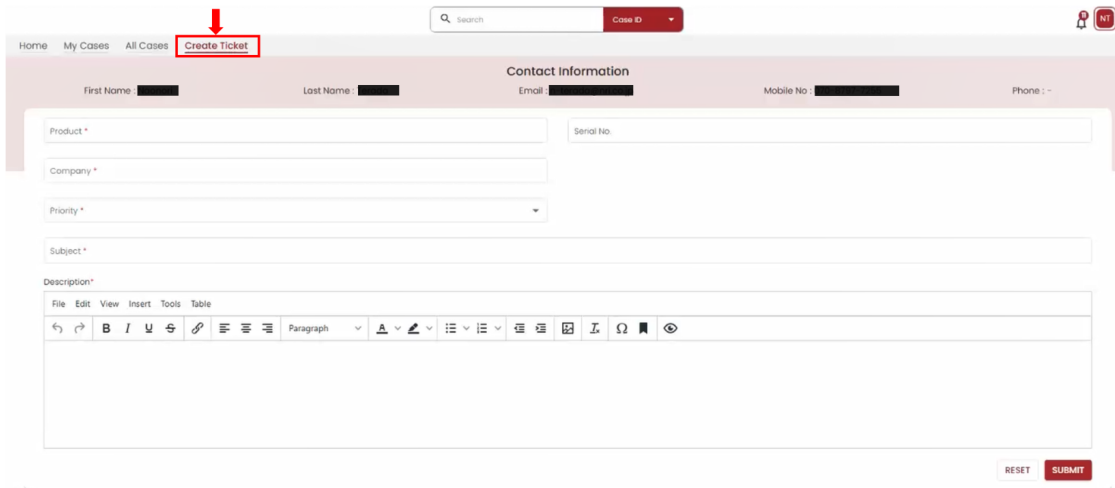 Search Case ID NT
Home My Cases All Cases Create Ticket
Contact Information
First Name : Last Name : Email : Mobile No : Phone : -
Product * Serial No.
Company *
Priority *
Subject *
Description*
File Edit View Insert Tools Table
B I U S Paragraph A Ω
RESET SUBMIT